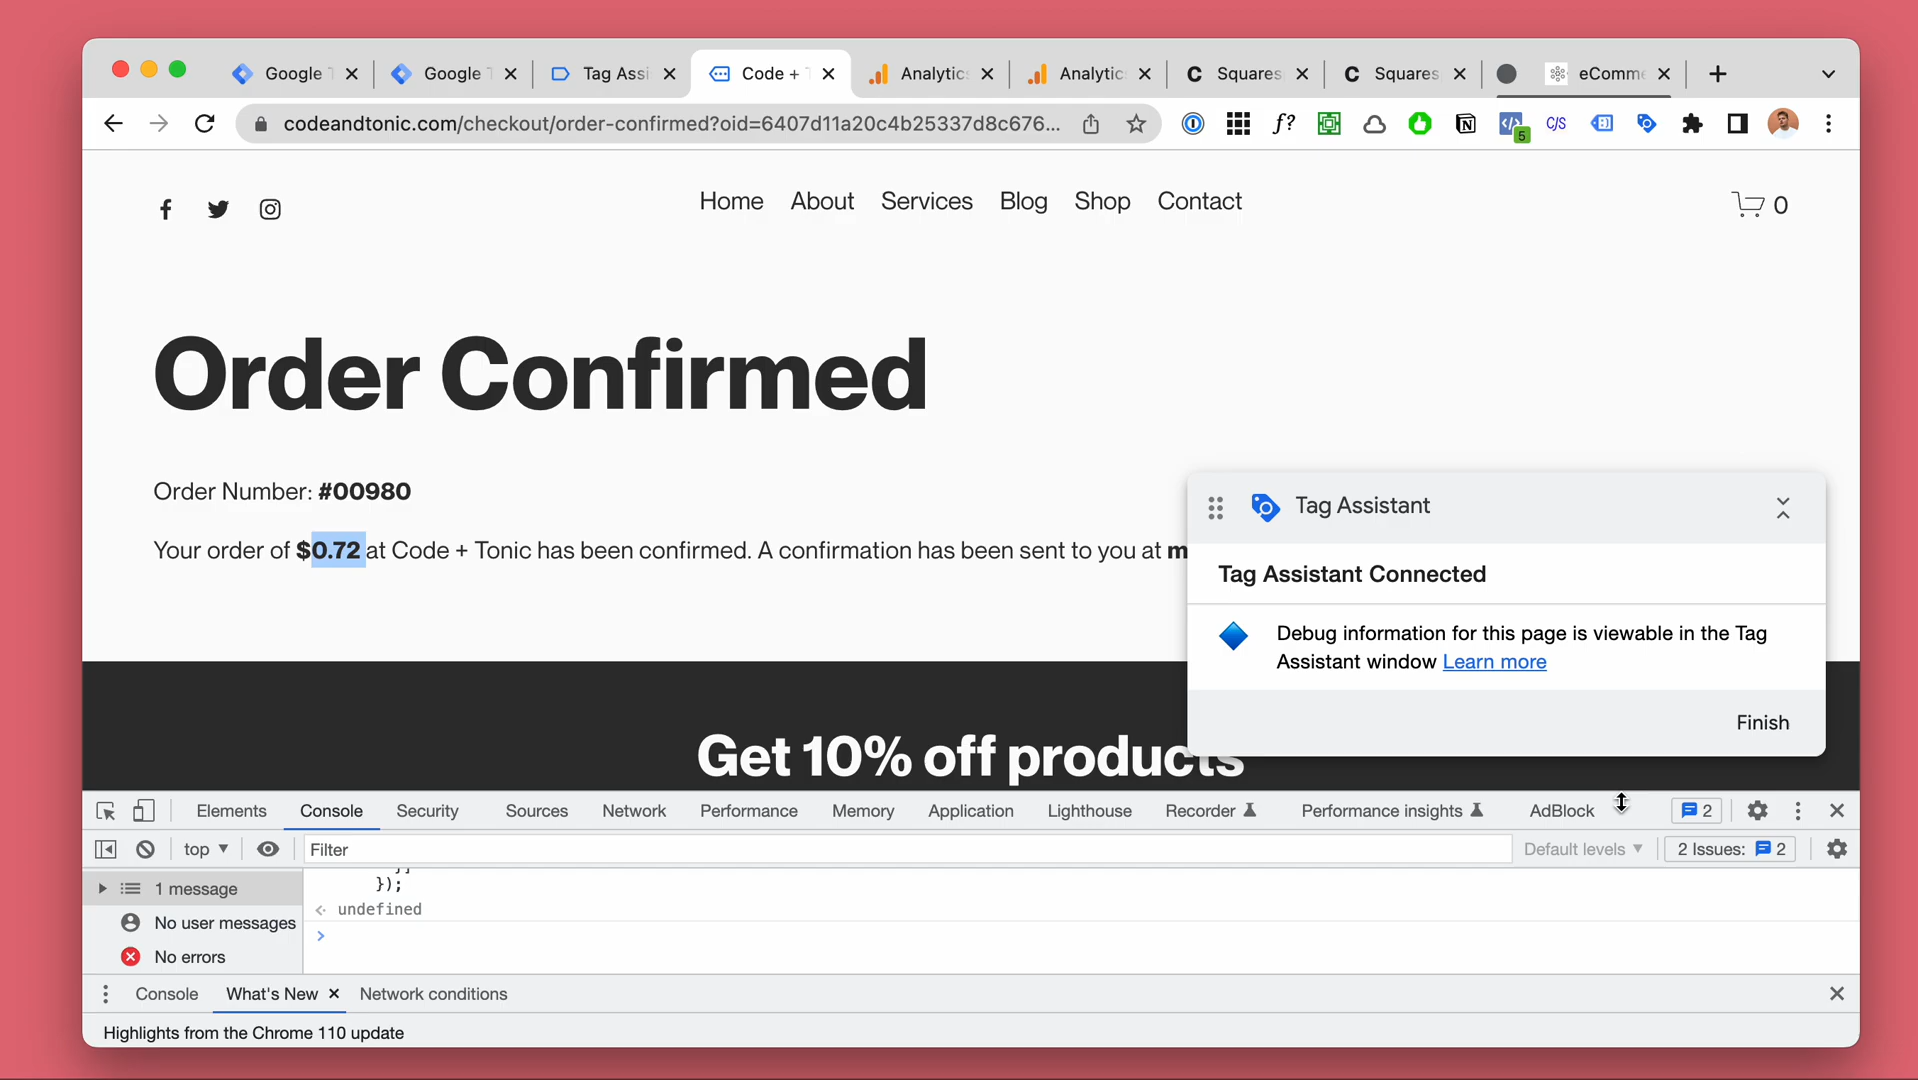 Google T
Google T
Tag Assi
Code + T
Analytics
Analytic
Squares
Squares
eComme
codeandtonic.com/checkout/order-confirmed?oid=6407d11a20c4b25337d8c676...
f?
5
C/S
Home
About
Services
Blog
Shop
Contact
0
Order Confirmed
Order Number: #00980
Your order of $0.72 at Code + Tonic has been confirmed. A confirmation has been sent to you at m
Tag Assistant
Tag Assistant Connected
Debug information for this page is viewable in the Tag
Assistant window Learn more
Finish
Get 10% off products
Elements
Console
Security
Sources
Network
Performance
Memory
Application
Lighthouse
Recorder
Performance insights
AdBlock
2
top
Filter
Default levels
2 Issues: 2
1 message
No user messages
No errors
});
undefined
Console
What's New
Network conditions
Highlights from the Chrome 110 update